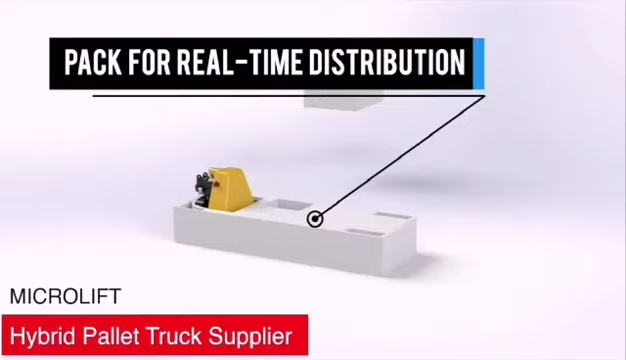 PACK FOR REAL-TIME DISTRIBUTION
MICROLIFT
Hybrid Pallet Truck Supplier